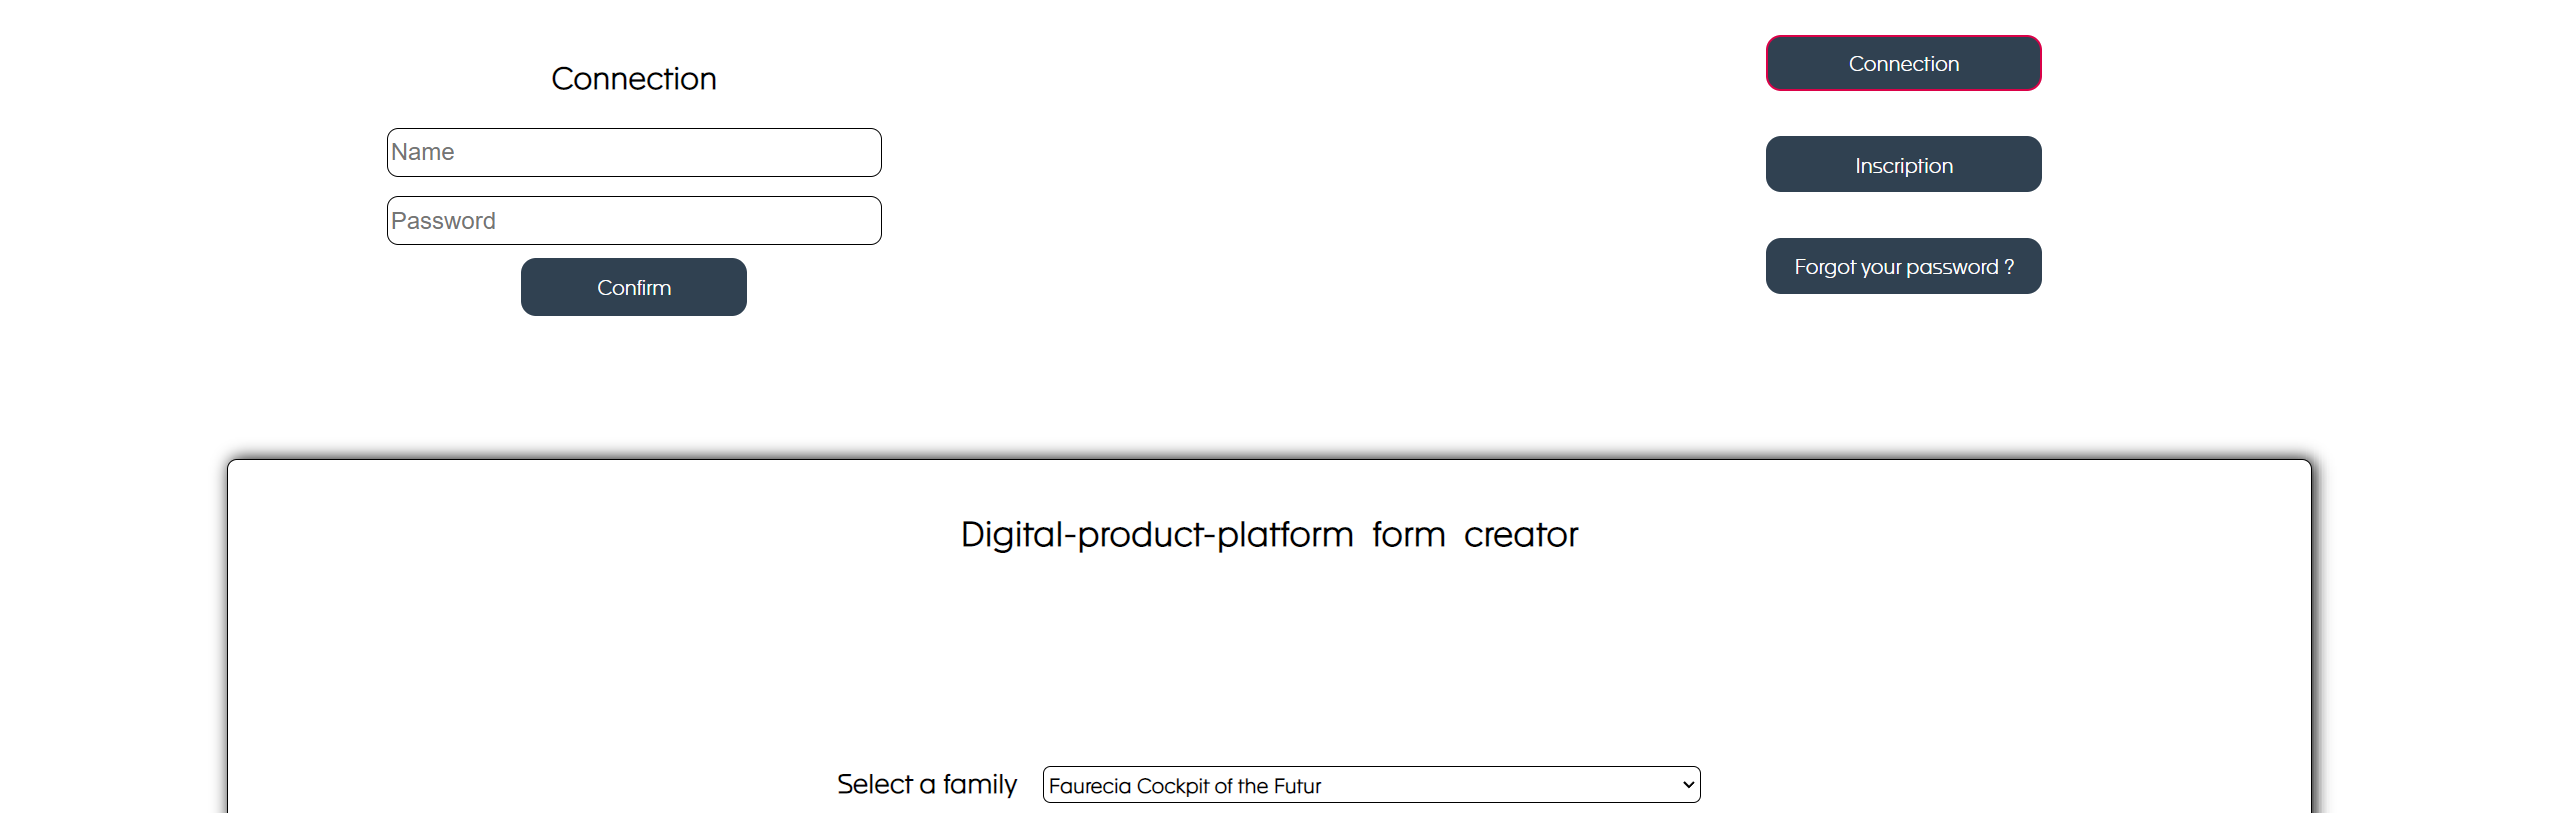 Connection
Name
Password
Confirm
Connection
Inscription
Forgot your password ?
Digital-product-platform form creator
Select a family Faurecia Cockpit of the Futur